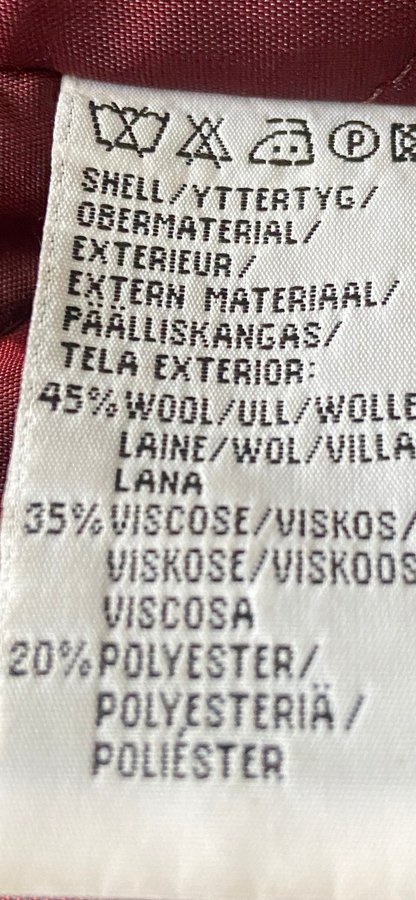 P
SHELL/YTTERTYG/
OBERMATERIAL/
EXTERIEUR/
EXTERN MATERIAAL/
PÄÄLLISKANGAS/
TELA EXTERIOR:
45% WOOL/ULL/WOLLE
LAINE/WOL/VILLA
LANA
35% VISCOSE/VISKOS/
VISKOSE/VISKOOS
VISCOSA
20% POLYESTER/
POLYESTERIÄ/
POLIÉSTER